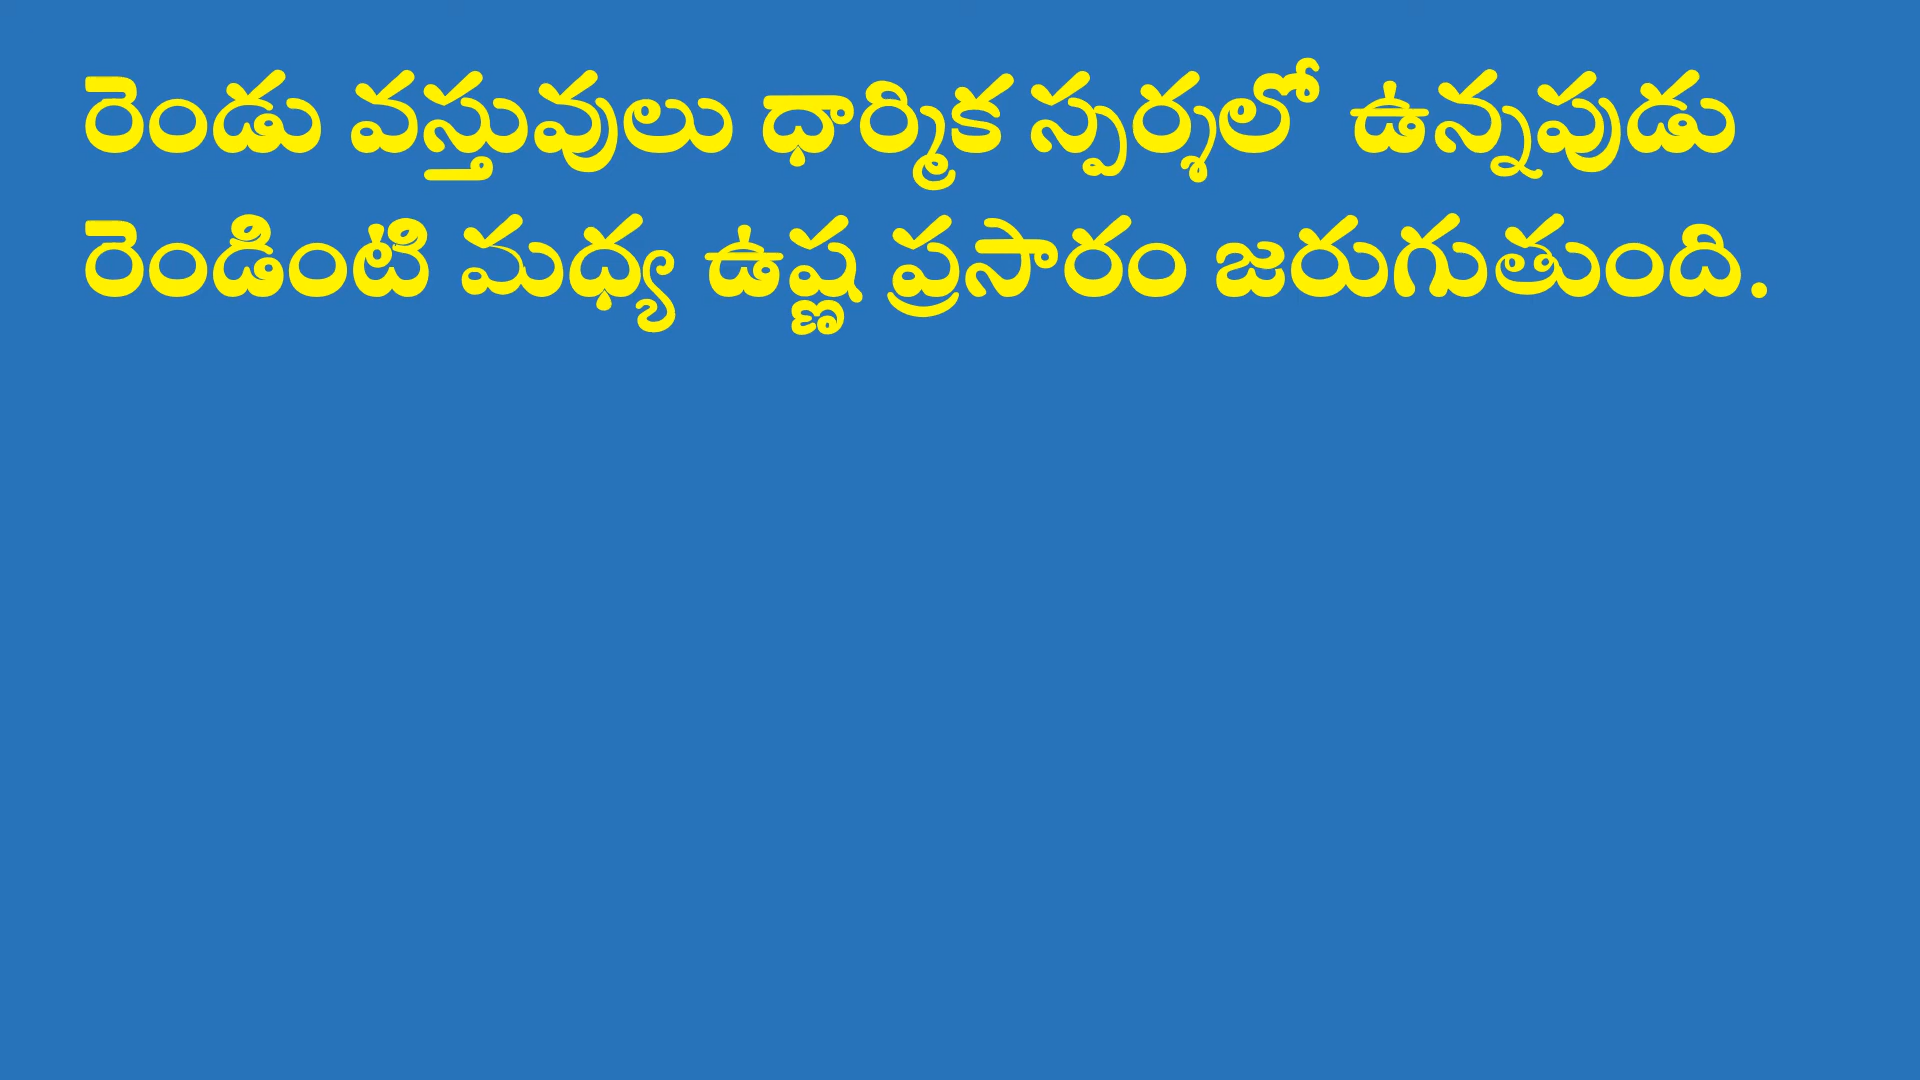 రెండు వస్తువులు ధార్మిక స్పర్శలో ఉన్నపుడు
రెండింటి మధ్య ఉష్ణ ప్రసారం జరుగుతుంది.